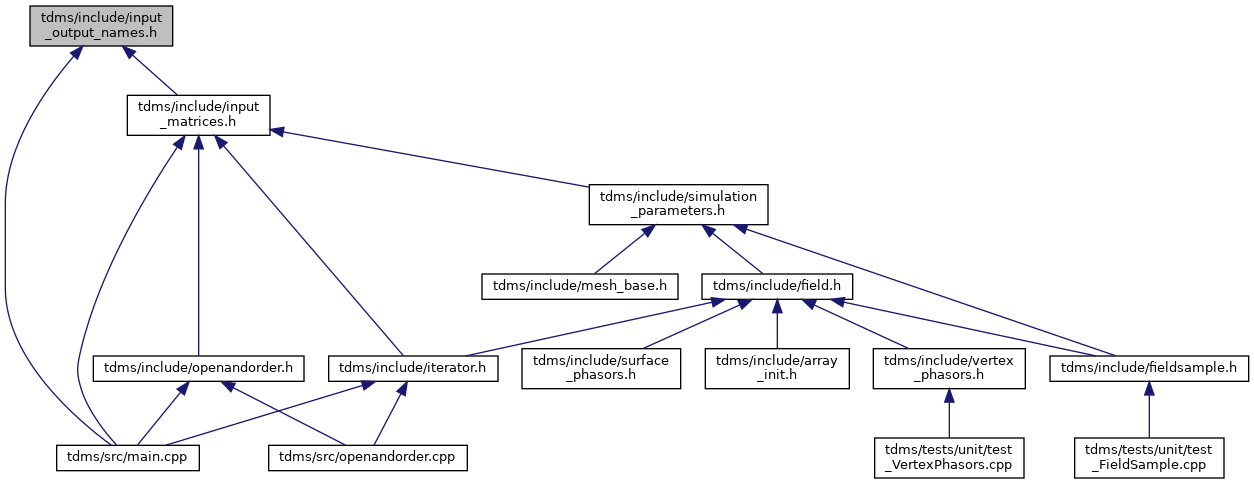 tdms/include/input
_output_names.h
tdms/include/input
_matrices.h
tdms/include/simulation
_parameters.h
tdms/include/mesh_base.h
tdms/include/field.h
tdms/include/openandorder.h
tdms/include/iterator.h
tdms/include/surface
_phasors.h
tdms/include/array
_init.h
tdms/include/vertex
_phasors.h
tdms/include/fieldsample.h
tdms/src/main.cpp
tdms/src/openandorder.cpp
tdms/tests/unit/test
_VertexPhasors.cpp
tdms/tests/unit/test
_FieldSample.cpp